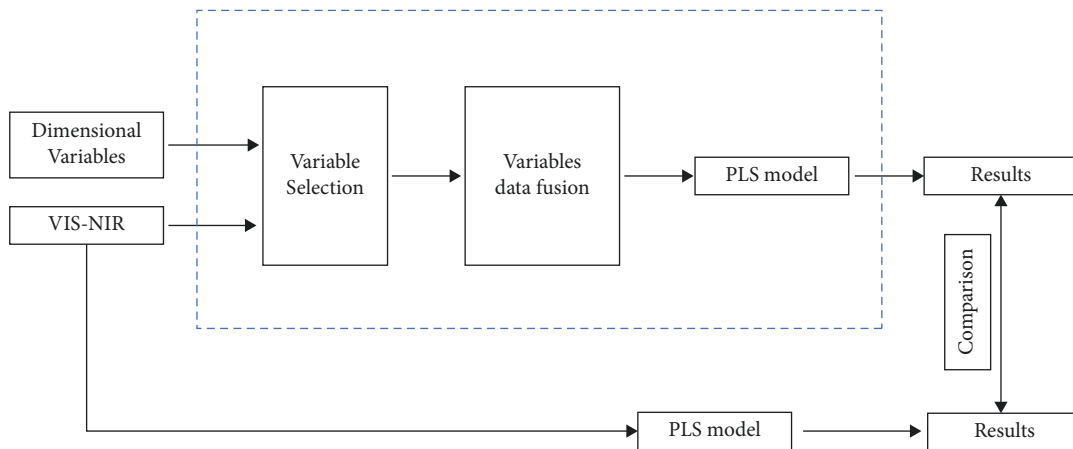 Dimensional
Variables
VIS-NIR
Variable
Selection
Variables
data fusion
PLS model
Results
Comparison
PLS model
Results